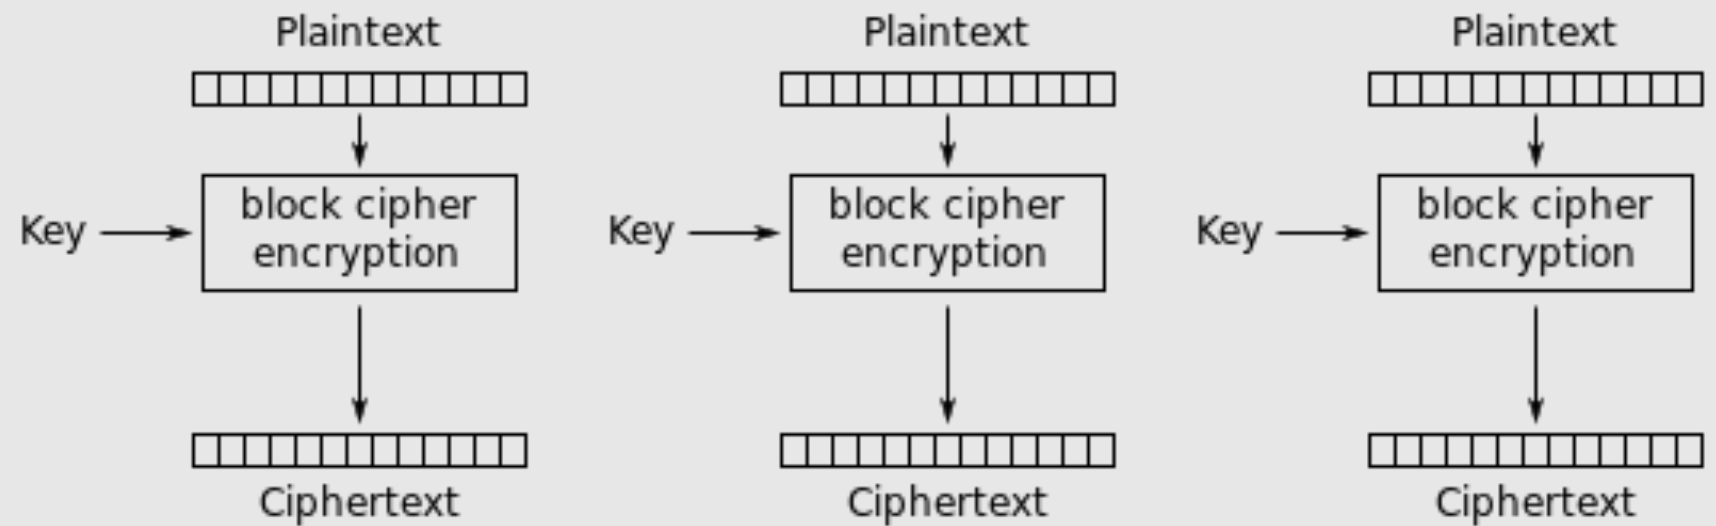 Plaintext
Plaintext
Plaintext
Key
block cipher
encryption
Key
block cipher
encryption
Key
block cipher
encryption
Ciphertext
Ciphertext
Ciphertext